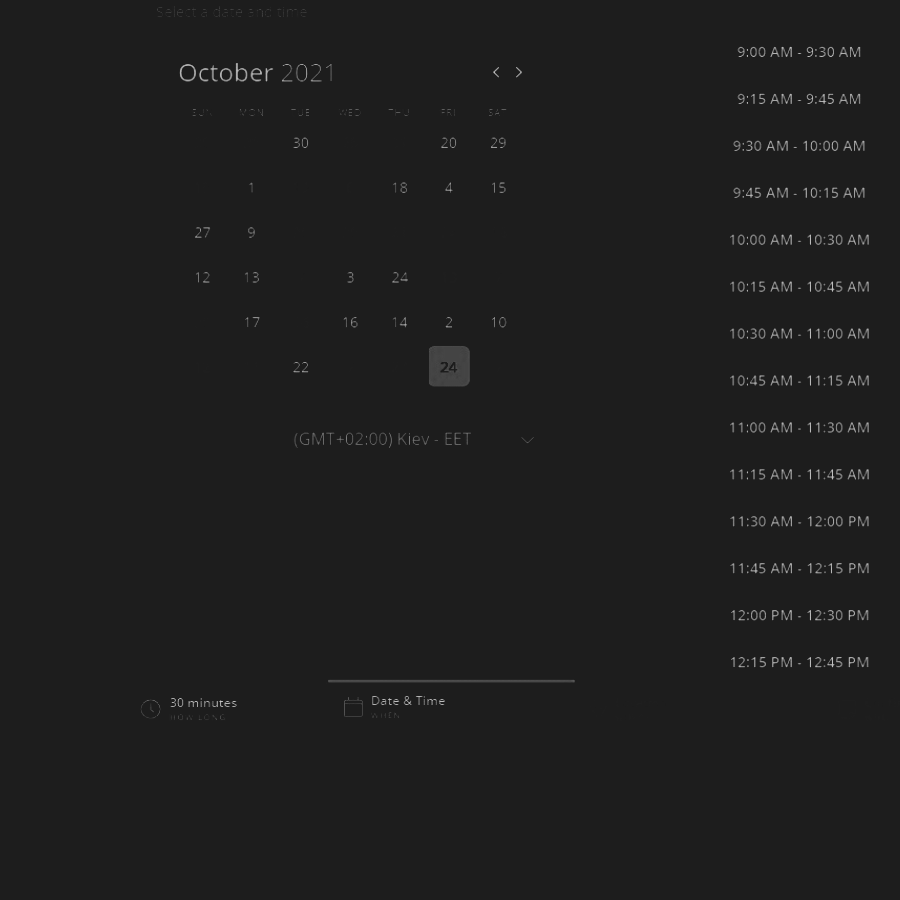 Select a date and time
October 2021
SUN MON TUE WED THU FRI SAT
30 20 29
1 18 4 15
27 9
12 13 3 24
17 16 14 2 10
22 24
(GMT+02:00) Kiev - EET
9:00 AM - 9:30 AM
9:15 AM - 9:45 AM
9:30 AM - 10:00 AM
9:45 AM - 10:15 AM
10:00 AM - 10:30 AM
10:15 AM - 10:45 AM
10:30 AM - 11:00 AM
10:45 AM - 11:15 AM
11:00 AM - 11:30 AM
11:15 AM - 11:45 AM
11:30 AM - 12:00 PM
11:45 AM - 12:15 PM
12:00 PM - 12:30 PM
12:15 PM - 12:45 PM
30 minutes
HOW LONG
Date & Time
WHEN